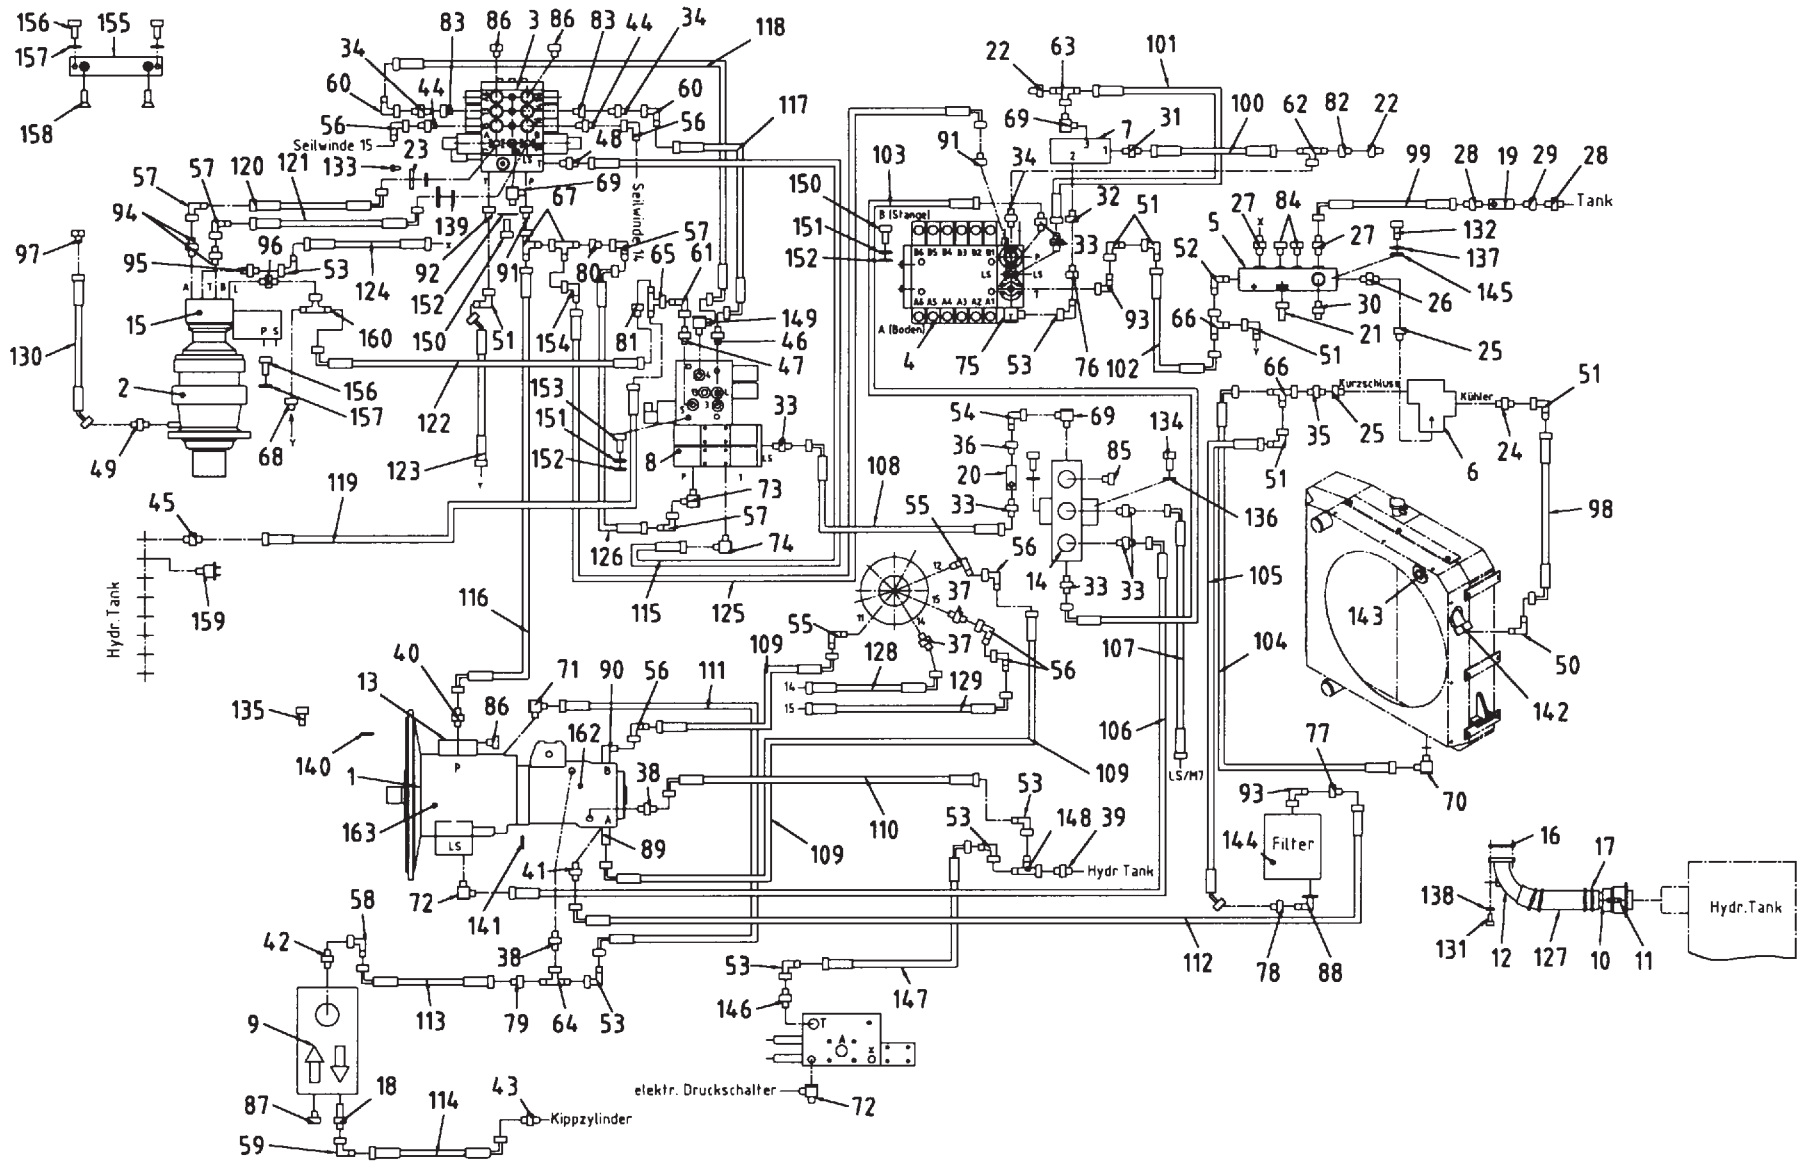 156 155 83 86 3 86 83 44 34 118 22 63 101
157 34 44 60 60 117 69 7 31 100 62 82 22
158 56 A B 56 91 3 1 2
Seilwinde 15
133 23 LS T 48 103 34 99 28 19 29 28
Tank
57 120 57 121 T P 69 Seilwinde 14 150 B (Stange) 32 51 5 27 X 84 27 132
94 139 67 57 151 B6 B5 B4 B3 B2 B1 33 52 137
97 96 X 92 91 80 65 61 152 P LS LS T 145
95 53 124 152 A6 A5 A4 A3 A2 A1 93 26
A T B L 150 51 154 81 149 A (Boden) 66 30
15 160 P S 46 4 75 T 53 76 102 21 51 Y 25
130 47
2 156 122 153 66 Kurzschluss Kühler 51
157 151 33 54 69 134 35 25 24 6
49 68 Y 123 Y 152 8 LS 36 85 51
P T 73 108 20
45 119 57 33 136 98
126 74 55 56
159 12 37 14 33 33 105
Hydr. Tank
116 115 125 15 143
11 14 37 107 104 50
55 128 56
40 71 90 56 109 111 14 129
13 15 106 142
135 86 162 77
140 P B 38 109 LS/M7
1 53 93 70
163 110 148 39 16 17
LS A 89 109 53 144 Filter
41 Hydr Tank
72 141 138 Hydr.Tank
58 131 12 127 10 11
42 38 112 78 88
53
113 79 64 53 146 147
9 T A X
elektr. Druckschalter 72
87 18 43
Kippzylinder
59 114